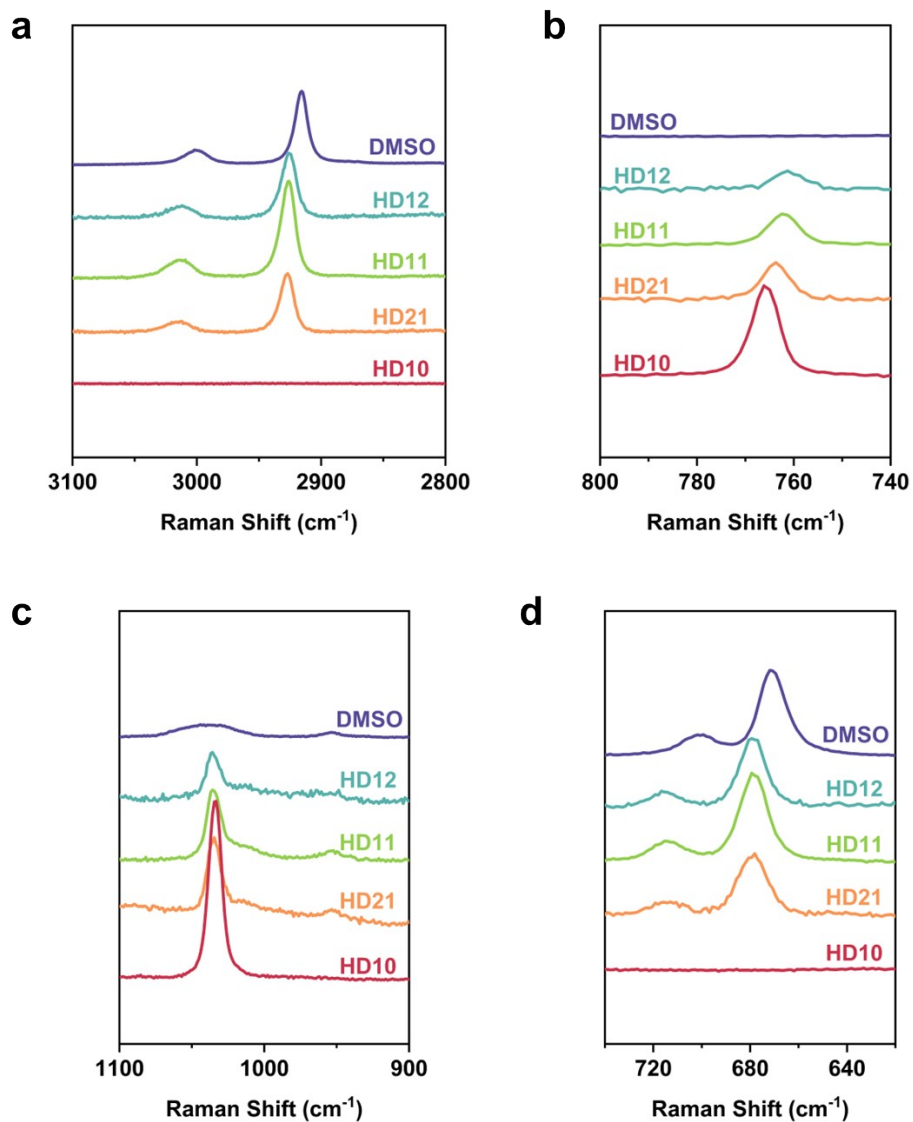 a
DMSO
HD12
HD11
HD21
HD10
3100 3000 2900 2800
Raman Shift (cm⁻¹)
b
DMSO
HD12
HD11
HD21
HD10
800 780 760 740
Raman Shift (cm⁻¹)
c
DMSO
HD12
HD11
HD21
HD10
1100 1000 900
Raman Shift (cm⁻¹)
d
DMSO
HD12
HD11
HD21
HD10
720 680 640
Raman Shift (cm⁻¹)